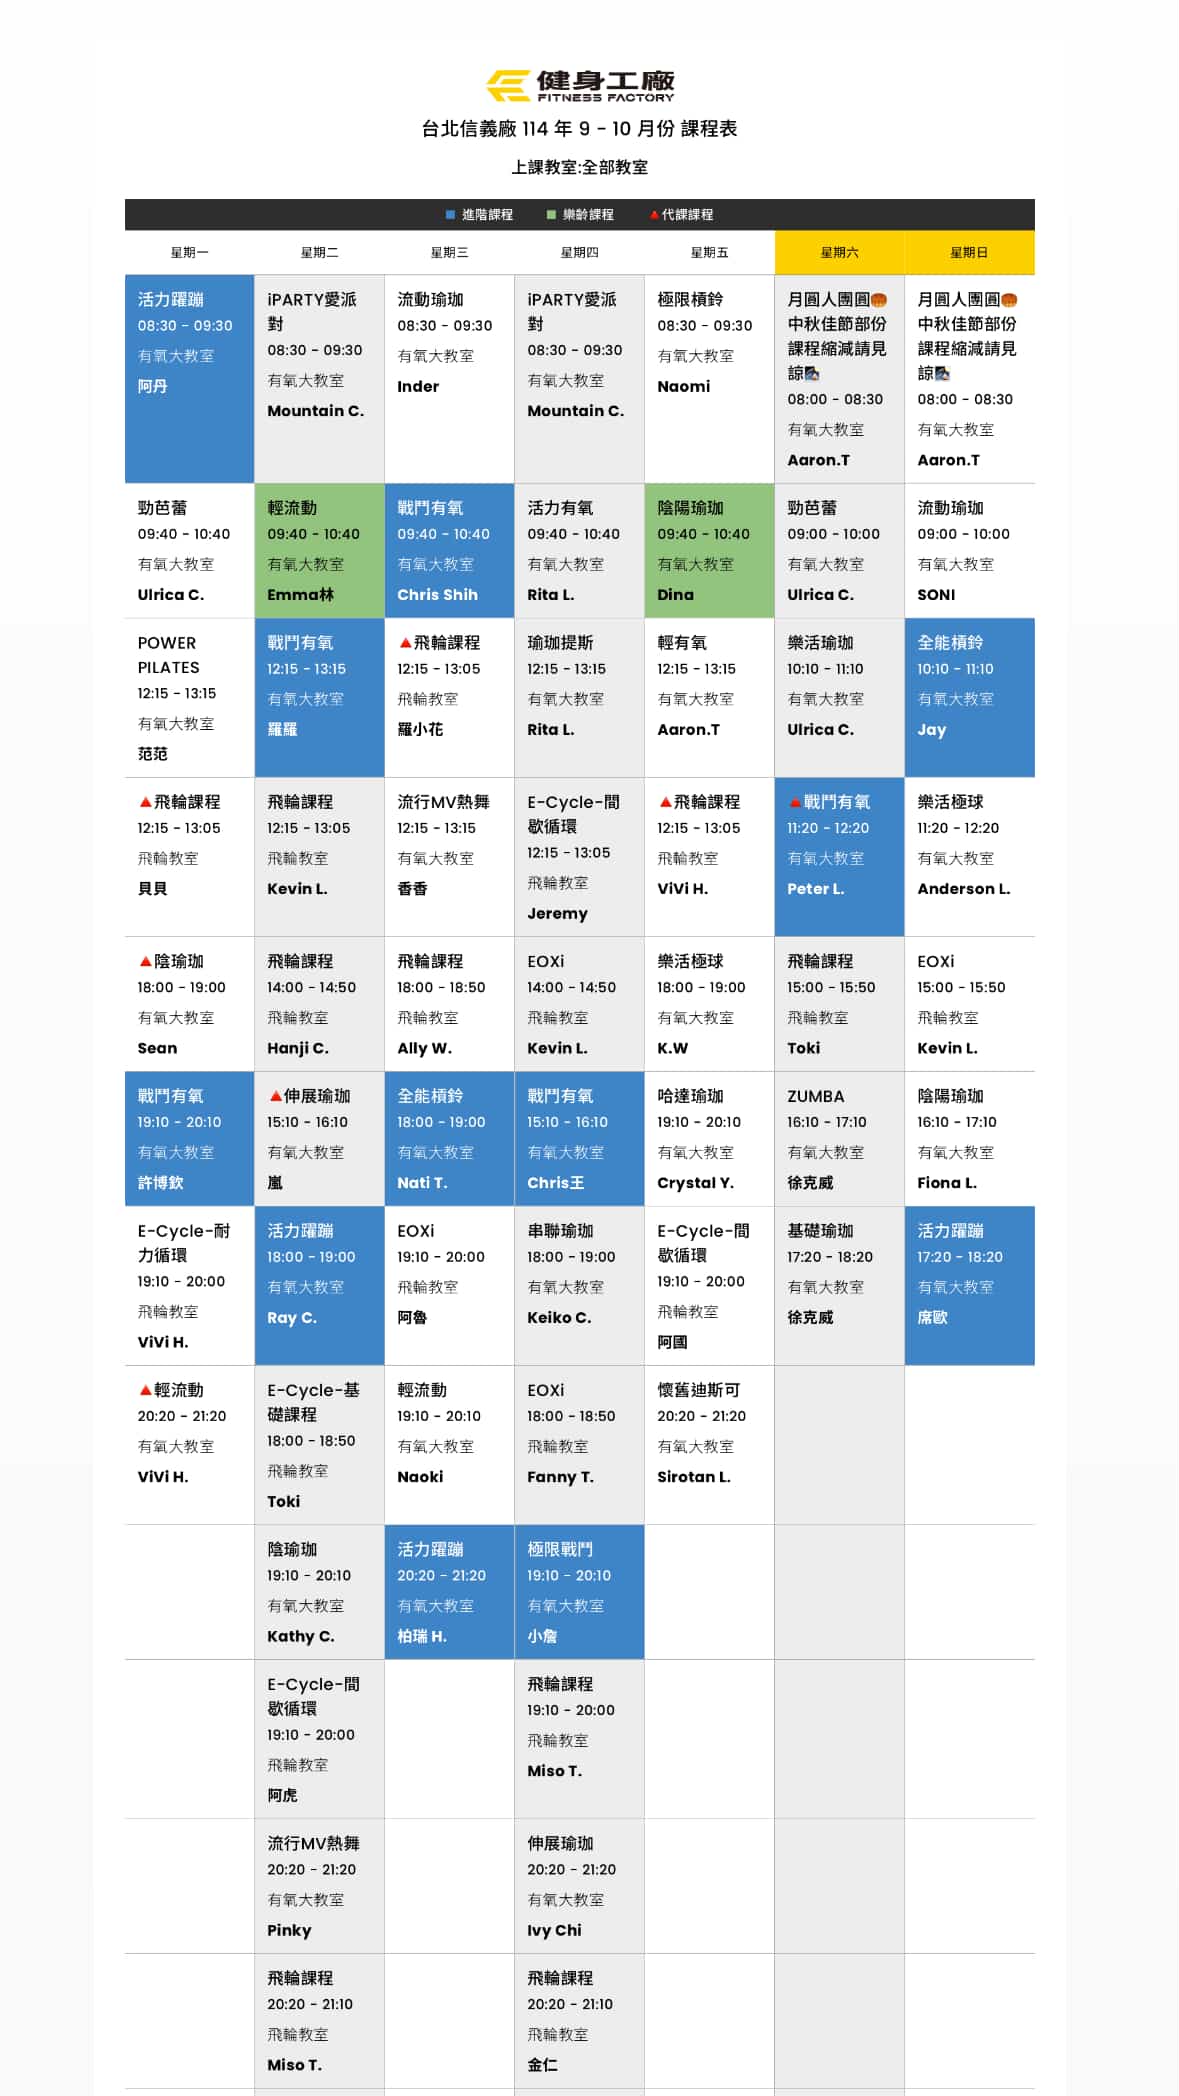 健身工廠
FITNESS FACTORY
台北信義廠 114 年 9 - 10 月份 課程表
上課教室:全部教室
進階課程 樂齡課程 代課課程
星期一 星期二 星期三 星期四 星期五 星期六 星期日
活力躍蹦
08:30 - 09:30
有氧大教室
阿丹
iPARTY愛派
對
08:30 - 09:30
有氧大教室
Mountain C.
流動瑜珈
08:30 - 09:30
有氧大教室
Inder
iPARTY愛派
對
08:30 - 09:30
有氧大教室
Mountain C.
極限槓鈴
08:30 - 09:30
有氧大教室
Naomi
月圓人團圓🥮
中秋佳節部份
課程縮減請見
諒🎑
08:00 - 08:30
有氧大教室
Aaron.T
月圓人團圓🥮
中秋佳節部份
課程縮減請見
諒🎑
08:00 - 08:30
有氧大教室
Aaron.T
勁芭蕾
09:40 - 10:40
有氧大教室
Ulrica C.
輕流動
09:40 - 10:40
有氧大教室
Emma林
戰鬥有氧
09:40 - 10:40
有氧大教室
Chris Shih
活力有氧
09:40 - 10:40
有氧大教室
Rita L.
陰陽瑜珈
09:40 - 10:40
有氧大教室
Dina
勁芭蕾
09:00 - 10:00
有氧大教室
Ulrica C.
流動瑜珈
09:00 - 10:00
有氧大教室
SONI
POWER
PILATES
12:15 - 13:15
有氧大教室
范范
戰鬥有氧
12:15 - 13:15
有氧大教室
羅羅
🔺飛輪課程
12:15 - 13:05
飛輪教室
羅小花
瑜珈提斯
12:15 - 13:15
有氧大教室
Rita L.
輕有氧
12:15 - 13:15
有氧大教室
Aaron.T
樂活瑜珈
10:10 - 11:10
有氧大教室
Ulrica C.
全能槓鈴
10:10 - 11:10
有氧大教室
Jay
🔺飛輪課程
12:15 - 13:05
飛輪教室
貝貝
飛輪課程
12:15 - 13:05
飛輪教室
Kevin L.
流行MV熱舞
12:15 - 13:15
有氧大教室
香香
E-Cycle-間
歇循環
12:15 - 13:05
飛輪教室
Jeremy
🔺飛輪課程
12:15 - 13:05
飛輪教室
ViVi H.
🔺戰鬥有氧
11:20 - 12:20
有氧大教室
Peter L.
樂活極球
11:20 - 12:20
有氧大教室
Anderson L.
🔺陰瑜珈
18:00 - 19:00
有氧大教室
Sean
飛輪課程
14:00 - 14:50
飛輪教室
Hanji C.
飛輪課程
18:00 - 18:50
飛輪教室
Ally W.
EOXi
14:00 - 14:50
飛輪教室
Kevin L.
樂活極球
18:00 - 19:00
有氧大教室
K.W
飛輪課程
15:00 - 15:50
飛輪教室
Toki
EOXi
15:00 - 15:50
飛輪教室
Kevin L.
戰鬥有氧
19:10 - 20:10
有氧大教室
許博欽
🔺伸展瑜珈
15:10 - 16:10
有氧大教室
嵐
全能槓鈴
18:00 - 19:00
有氧大教室
Nati T.
戰鬥有氧
15:10 - 16:10
有氧大教室
Chris王
哈達瑜珈
19:10 - 20:10
有氧大教室
Crystal Y.
ZUMBA
16:10 - 17:10
有氧大教室
徐克威
陰陽瑜珈
16:10 - 17:10
有氧大教室
Fiona L.
E-Cycle-耐
力循環
19:10 - 20:00
飛輪教室
ViVi H.
活力躍蹦
18:00 - 19:00
有氧大教室
Ray C.
EOXi
19:10 - 20:00
飛輪教室
阿魯
串聯瑜珈
18:00 - 19:00
有氧大教室
Keiko C.
E-Cycle-間
歇循環
19:10 - 20:00
飛輪教室
阿國
基礎瑜珈
17:20 - 18:20
有氧大教室
徐克威
活力躍蹦
17:20 - 18:20
有氧大教室
席歐
🔺輕流動
20:20 - 21:20
有氧大教室
ViVi H.
E-Cycle-基
礎課程
18:00 - 18:50
飛輪教室
Toki
輕流動
19:10 - 20:10
有氧大教室
Naoki
EOXi
18:00 - 18:50
飛輪教室
Fanny T.
懷舊迪斯可
20:20 - 21:20
有氧大教室
Sirotan L.
陰瑜珈
19:10 - 20:10
有氧大教室
Kathy C.
活力躍蹦
20:20 - 21:20
有氧大教室
柏瑞 H.
極限戰鬥
19:10 - 20:10
有氧大教室
小詹
E-Cycle-間
歇循環
19:10 - 20:00
飛輪教室
阿虎
飛輪課程
19:10 - 20:00
飛輪教室
Miso T.
流行MV熱舞
20:20 - 21:20
有氧大教室
Pinky
伸展瑜珈
20:20 - 21:20
有氧大教室
Ivy Chi
飛輪課程
20:20 - 21:10
飛輪教室
Miso T.
飛輪課程
20:20 - 21:10
飛輪教室
金仁